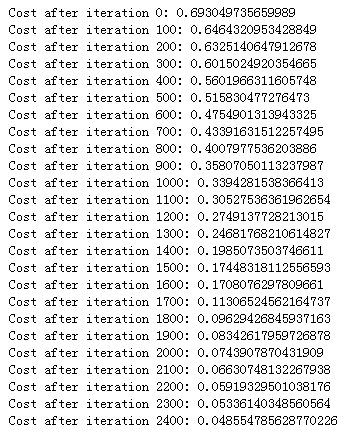 Cost after iteration 0: 0.693049735659989
Cost after iteration 100: 0.6464320953428849
Cost after iteration 200: 0.6325140647912678
Cost after iteration 300: 0.6015024920354665
Cost after iteration 400: 0.5601966311605748
Cost after iteration 500: 0.515830477276473
Cost after iteration 600: 0.4754901313943325
Cost after iteration 700: 0.43391631512257495
Cost after iteration 800: 0.4007977536203886
Cost after iteration 900: 0.35807050113237987
Cost after iteration 1000: 0.3394281538366413
Cost after iteration 1100: 0.30527536361962654
Cost after iteration 1200: 0.2749137728213015
Cost after iteration 1300: 0.24681768210614827
Cost after iteration 1400: 0.1985073503746611
Cost after iteration 1500: 0.17448318112556593
Cost after iteration 1600: 0.1708076297809661
Cost after iteration 1700: 0.11306524562164737
Cost after iteration 1800: 0.09629426845937163
Cost after iteration 1900: 0.08342617959726878
Cost after iteration 2000: 0.0743907870431909
Cost after iteration 2100: 0.06630748132267938
Cost after iteration 2200: 0.05919329501038176
Cost after iteration 2300: 0.05336140348560564
Cost after iteration 2400: 0.048554785628770226